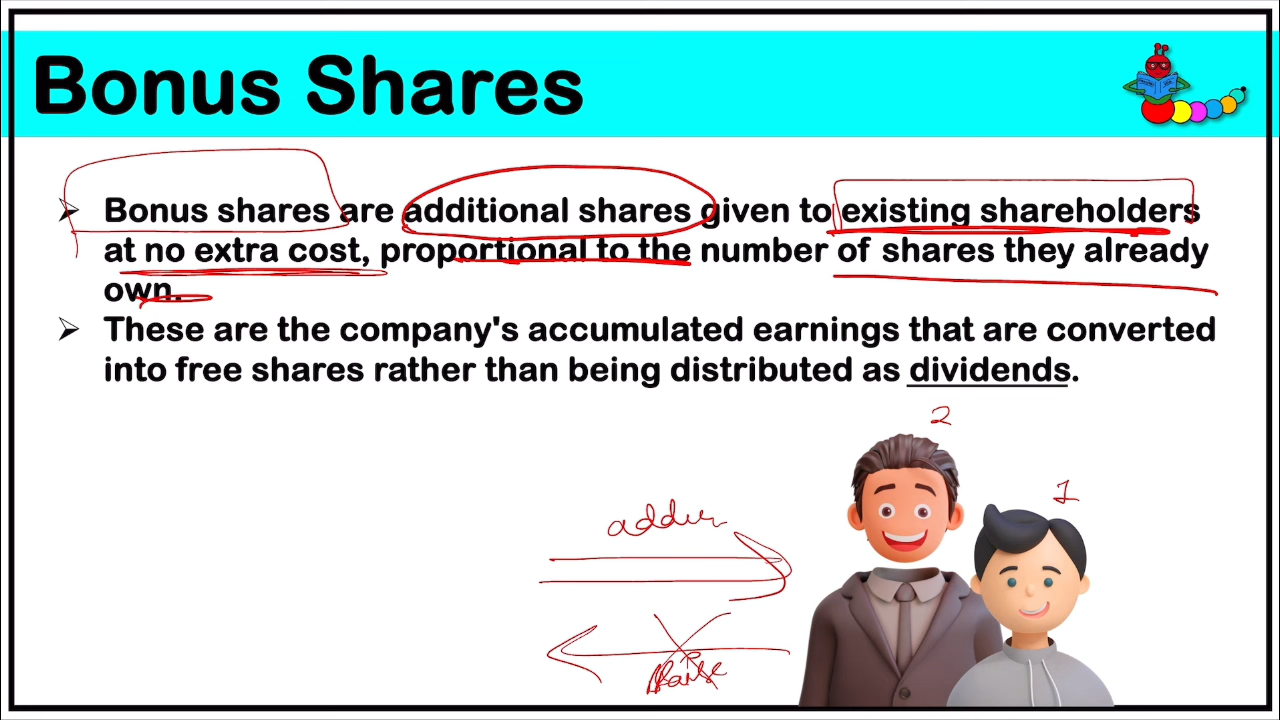 Bonus Shares
Bonus shares are additional shares given to existing shareholders
at no extra cost, proportional to the number of shares they already
own.
These are the company's accumulated earnings that are converted
into free shares rather than being distributed as dividends.
2
1